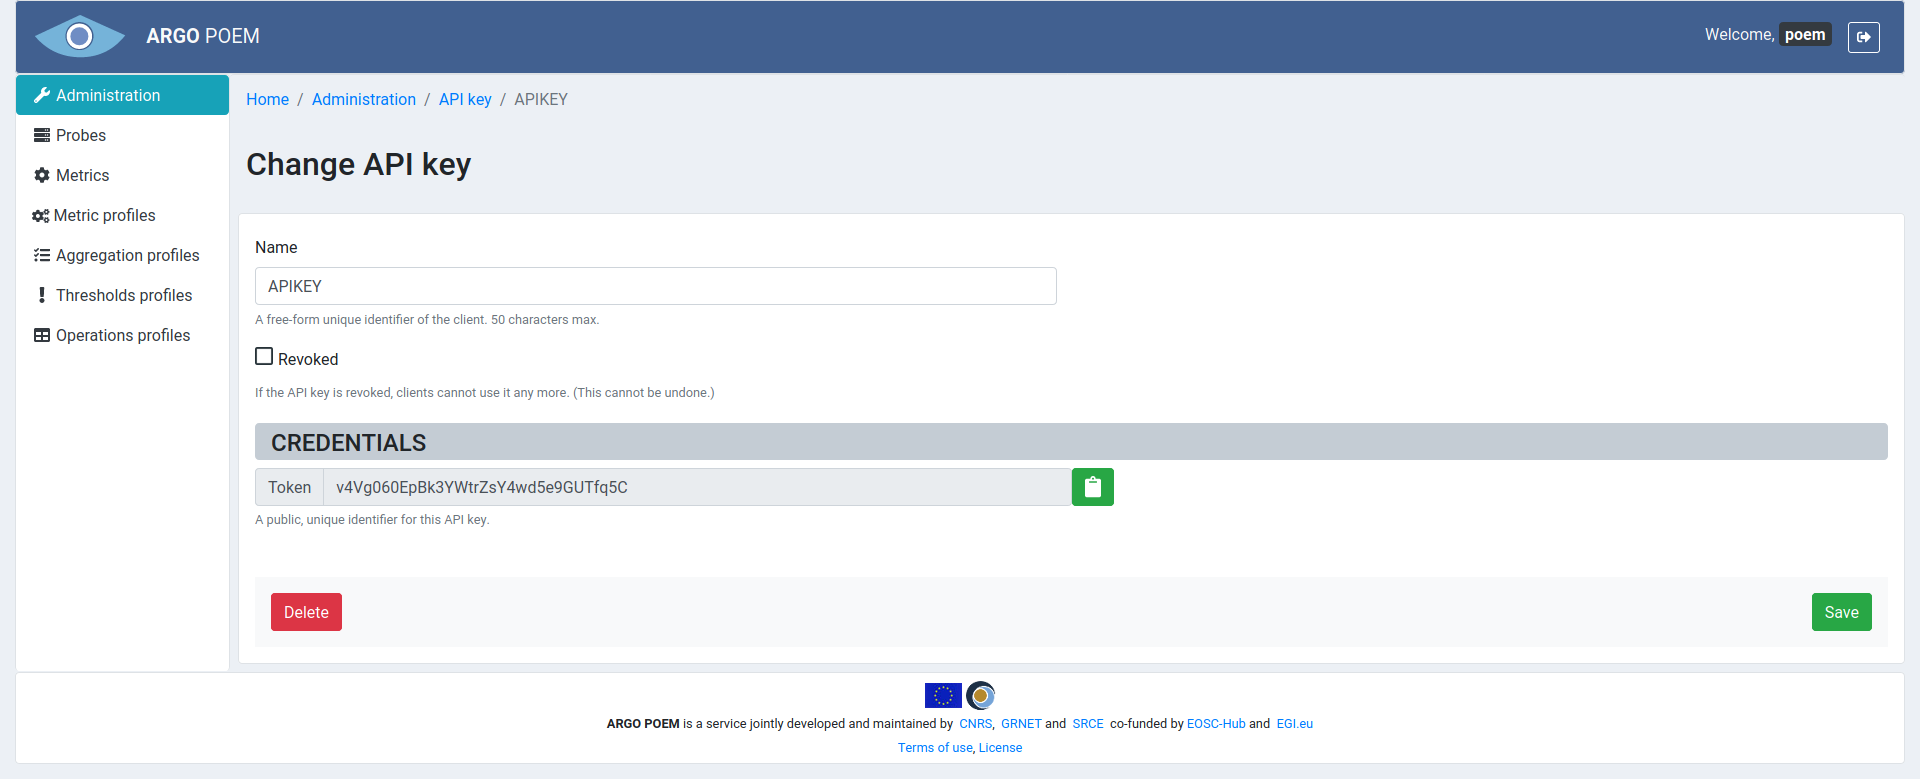 ARGO POEM
Welcome, poem
Administration
Probes
Metrics
Metric profiles
Aggregation profiles
Thresholds profiles
Operations profiles
Home / Administration / API key / APIKEY
Change API key
Name
APIKEY
A free-form unique identifier of the client. 50 characters max.
Revoked
If the API key is revoked, clients cannot use it any more. (This cannot be undone.)
CREDENTIALS
Token v4Vg060EpBk3YWtrZsY4wd5e9GUTfq5C
A public, unique identifier for this API key.
Delete
Save
ARGO POEM is a service jointly developed and maintained by CNRS, GRNET and SRCE co-funded by EOSC-Hub and EGI.eu
Terms of use, License